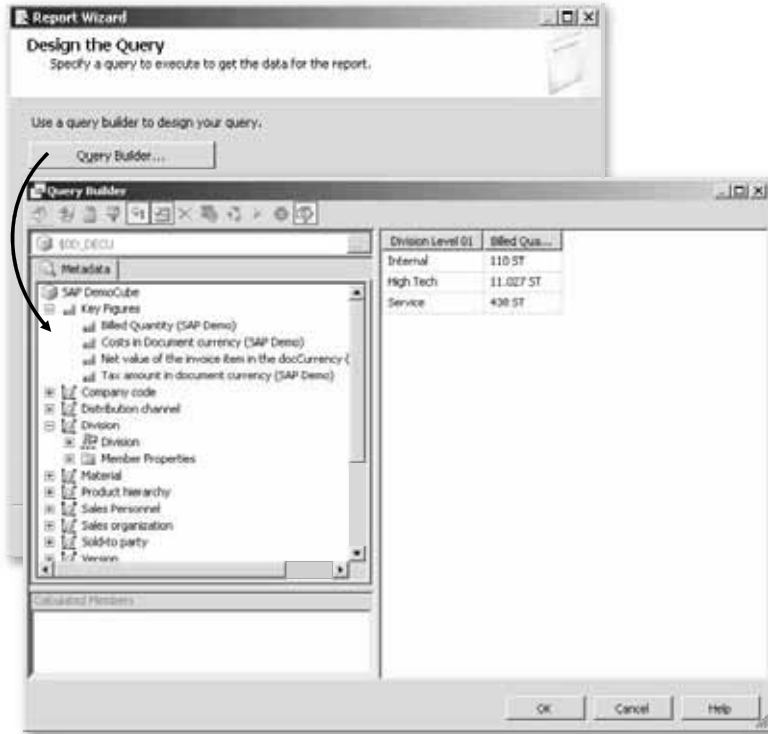 Report Wizard
Design the Query
Specify a query to execute to get the data for the report.
Use a query builder to design your query.
Query Builder...
Query Builder
$0D_DECU
Metadata
SAP DemoCube
Key Figures
Billed Quantity (SAP Demo)
Costs in Document currency (SAP Demo)
Net value of the invoice item in the docCurrency (
Tax amount in document currency (SAP Demo)
Company code
Distribution channel
Division
Division
Member Properties
Material
Product hierarchy
Sales Personnel
Sales organization
Sold-to party
Version
Calculated Members
Division Level 01 Billed Qua...
Internal 110 ST
High Tech 11.027 ST
Service 438 ST
OK Cancel Help